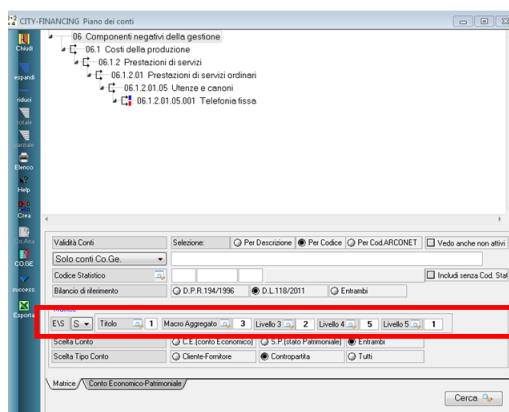 CITY-FINANCING Piano dei conti
Chiudi
espandi
riduci
Elenco
Help
Crea
CO.GE
success.
Esporta
06 Componenti negativi della gestione
06.1 Costi della produzione
06.1.2 Prestazioni di servizi
06.1.2.01 Prestazioni di servizi ordinari
06.1.2.01.05 Utenze e canoni
06.1.2.01.05.001 Telefonia fissa
Validità Conti Selezione: Per Descrizione Per Codice Per Cod.ARCONET Vedo anche non attivi
Solo conti Co.Ge.
Codice Statistico Includi senza Cod. Stat
Bilancio di riferimento D.P.R.194/1996 D.L.118/2011 Entrambi
Matrice
E\S S Titolo 1 Macro Aggregato 3 Livello 3 2 Livello 4 5 Livello 5 1
Scelta Conto C.E.(conto Economico) S.P.(stato Patrimoniale) Entrambi
Scelta Tipo Conto Cliente-Fornitore Contropartita Tutti
Matrice Conto Economico-Patrimoniale
Cerca